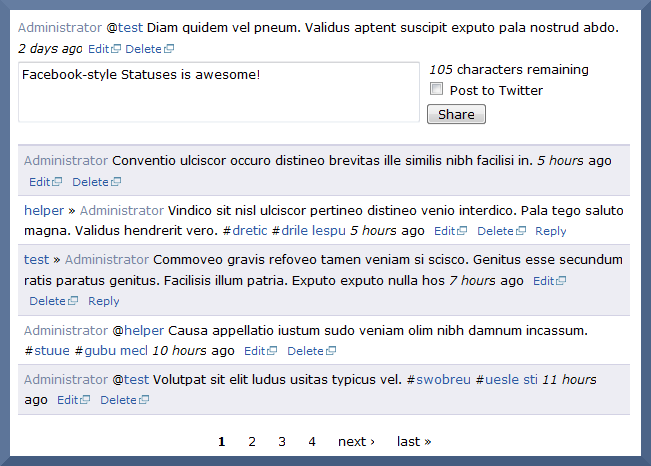 Administrator @test Diam quidem vel pneum. Validus aptent suscipit exputo pala nostrud abdo.
2 days ago Edit Delete
Facebook-style Statuses is awesome!
105 characters remaining
Post to Twitter
Share
Administrator Conventio ulciscor occuro distineo brevitas ille similis nibh facilisi in. 5 hours ago
Edit Delete
helper » Administrator Vindico sit nisl ulciscor pertineo distineo venio interdico. Pala tego saluto
magna. Validus hendrerit vero. #dretic #drile lespu 5 hours ago Edit Delete Reply
test » Administrator Commoveo gravis refoveo tamen veniam si scisco. Genitus esse secundum
ratis paratus genitus. Facilisis illum patria. Exputo exputo nulla hos 7 hours ago Edit
Delete Reply
Administrator @helper Causa appellatio iustum sudo veniam olim nibh damnum incassum.
#stuue #gubu mecl 10 hours ago Edit Delete
Administrator @test Volutpat sit elit ludus usitas typicus vel. #swobreu #uesle sti 11 hours
ago Edit Delete
1 2 3 4 next › last »